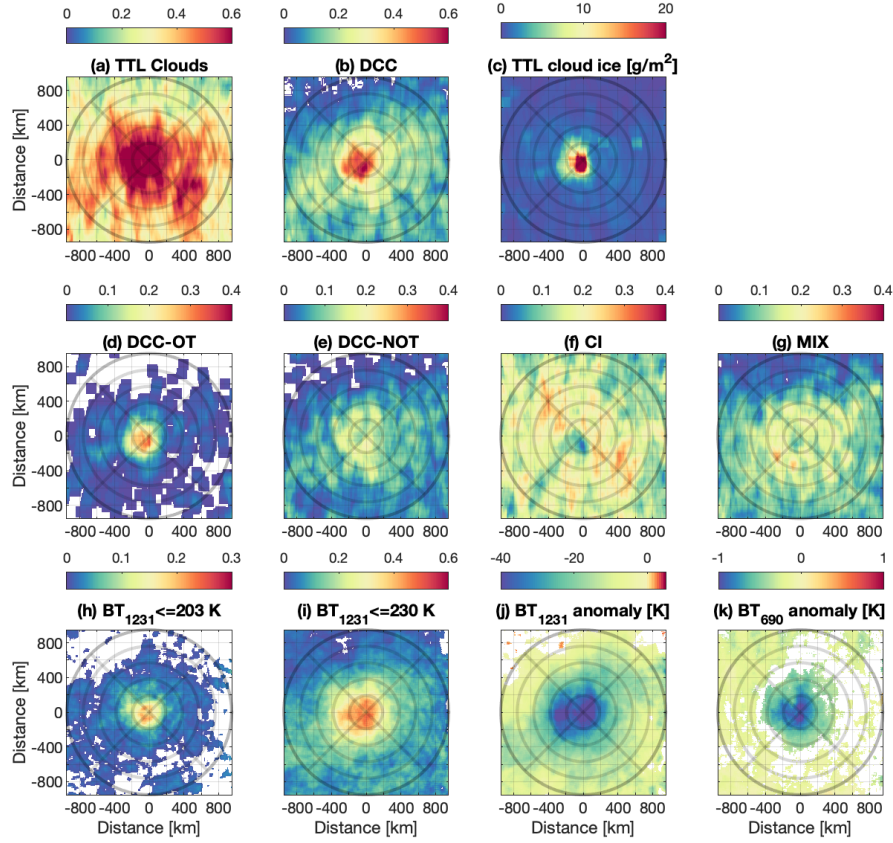 0 0.2 0.4 0.6
0 0.2 0.4 0.6
0 10 20
(a) TTL Clouds
(b) DCC
(c) TTL cloud ice [g/m²]
Distance [km]
800
400
0
-400
-800
-800 -400 0 400 800
-800 -400 0 400 800
-800 -400 0 400 800
0 0.1 0.2 0.3 0.4
0 0.1 0.2 0.3 0.4
0 0.1 0.2 0.3 0.4
0 0.1 0.2 0.3 0.4
(d) DCC-OT
(e) DCC-NOT
(f) CI
(g) MIX
Distance [km]
800
400
0
-400
-800
-800 -400 0 400 800
-800 -400 0 400 800
-800 -400 0 400 800
-800 -400 0 400 800
0 0.1 0.2 0.3
0 0.2 0.4 0.6
-40 -20 0
-1 0 1
(h) BT₁₂₃₁<=203 K
(i) BT₁₂₃₁<=230 K
(j) BT₁₂₃₁ anomaly [K]
(k) BT₆₉₀ anomaly [K]
Distance [km]
800
400
0
-400
-800
-800 -400 0 400 800
-800 -400 0 400 800
-800 -400 0 400 800
-800 -400 0 400 800
Distance [km]
Distance [km]
Distance [km]
Distance [km]